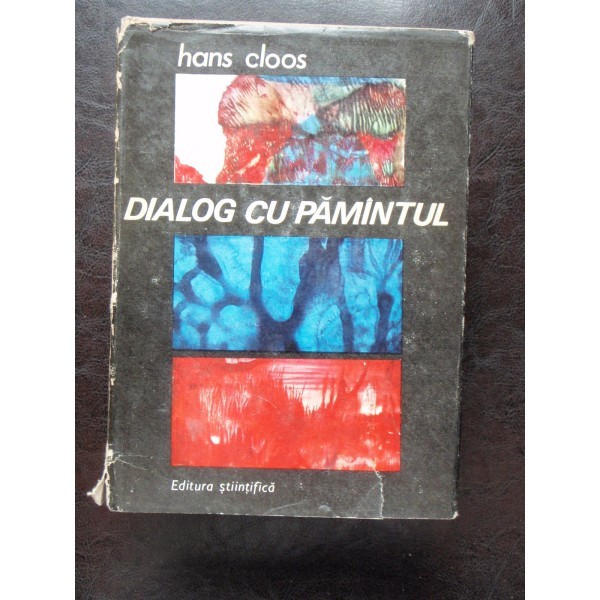 hans cloos
DIALOG CU PĂMÎNTUL
Editura științifică